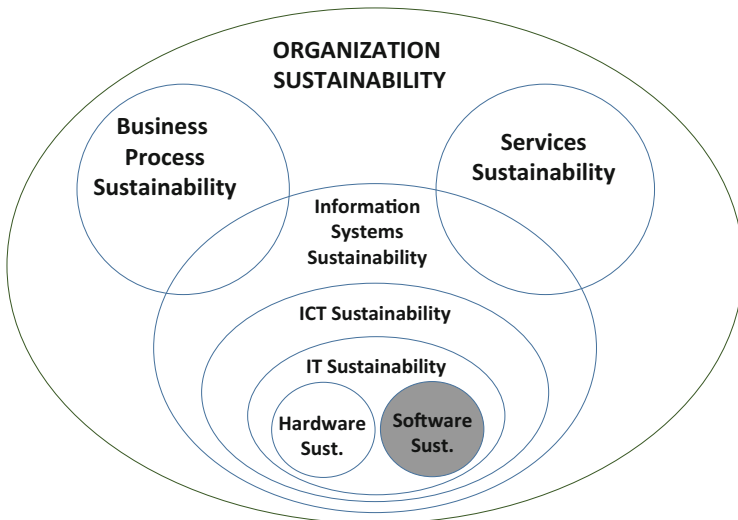 ORGANIZATION
SUSTAINABILITY
Business
Process
Sustainability
Services
Sustainability
Information
Systems
Sustainability
ICT Sustainability
IT Sustainability
Hardware
Sust.
Software
Sust.